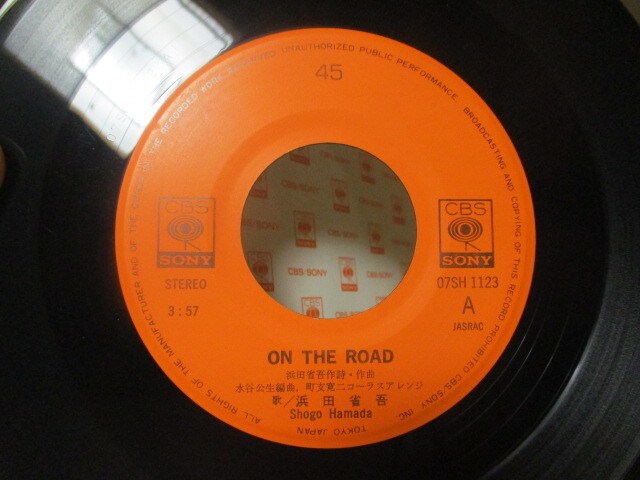 45
CBS
SONY
CBS
SONY
STEREO
3:57
07SH 1123
A
JASRAC
ON THE ROAD
浜田省吾作詩・作曲
水谷公生編曲、町支寛二コーラスアレンジ
歌/浜田省吾
Shogo Hamada
ALL RIGHTS OF THE MANUFACTURER AND OF THE OWNER OF THE RECORDED WORK RESERVED UNAUTHORIZED PUBLIC PERFORMANCE, BROADCASTING AND COPYING OF THIS RECORD PROHIBITED CBS/SONY INC. TOKYO JAPAN
CBS/SONY
CBS/SONY
CBS/SONY